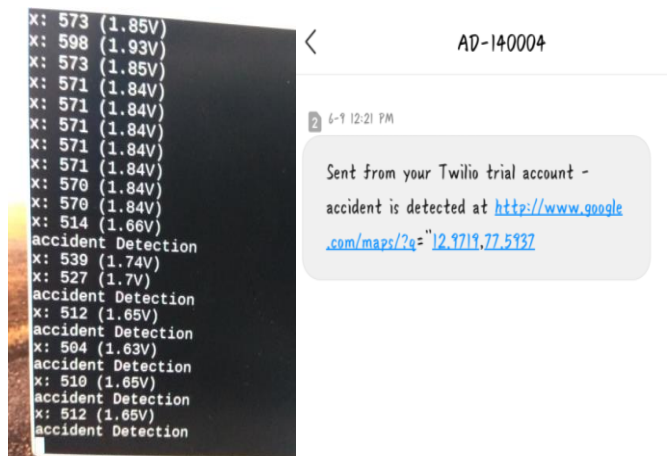 x: 573 (1.85V)
x: 598 (1.93V)
x: 573 (1.85V)
x: 571 (1.84V)
x: 571 (1.84V)
x: 571 (1.84V)
x: 571 (1.84V)
x: 571 (1.84V)
x: 570 (1.84V)
x: 570 (1.84V)
x: 514 (1.66V)
accident Detection
x: 539 (1.74V)
x: 527 (1.7V)
accident Detection
x: 512 (1.65V)
accident Detection
x: 504 (1.63V)
accident Detection
x: 510 (1.65V)
accident Detection
x: 512 (1.65V)
accident Detection
AD-140004
2 6-9 12:21 PM
Sent from your Twilio trial account -
accident is detected at http://www.google
.com/maps/?q="12.9719,77.5937